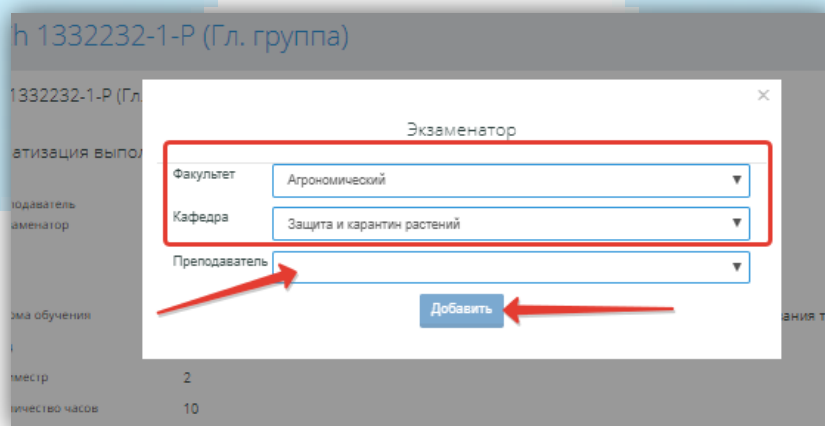 h 1332232-1-Р (Гл. группа)
1332232-1-Р (Гл.
×
Экзаменатор
атизация выпол
Факультет Агрономический
подаватель
заменатор
Кафедра Защита и карантин растений
Преподаватель
Добавить
ома обучения
вания т
местр 2
личество часов 10